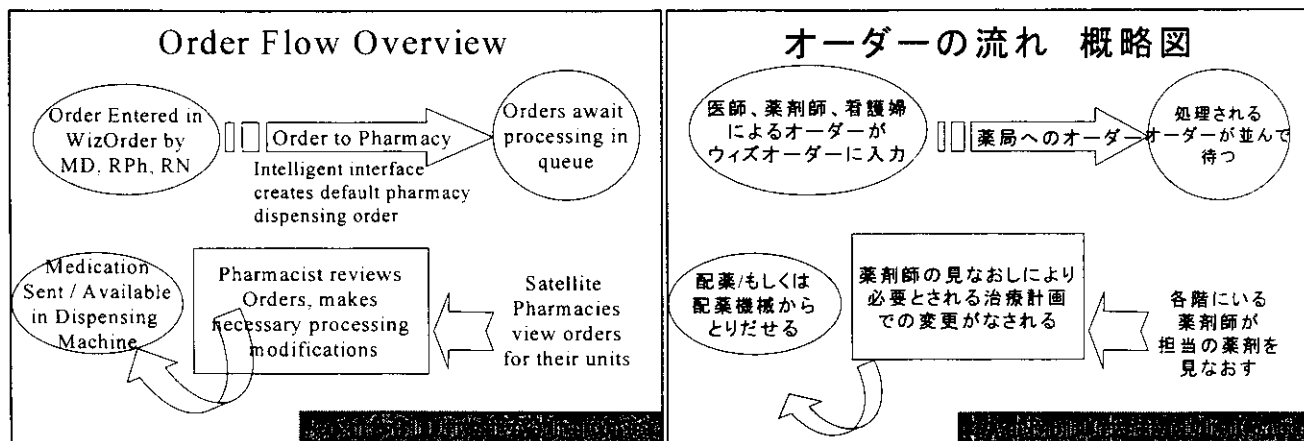 Order Flow Overview
Order Entered in
WizOrder by
MD, RPh, RN
Order to Pharmacy
Intelligent interface
creates default pharmacy
dispensing order
Orders await
processing in
queue
Satellite
Pharmacies
view orders
for their units
Pharmacist reviews
Orders, makes
necessary processing
modifications
Medication
Sent / Available
in Dispensing
Machine
オーダーの流れ 概略図
医師、薬剤師、看護婦
によるオーダーが
ウィズオーダーに入力
薬局へのオーダー
処理される
オーダーが並んで
待つ
各階にいる
薬剤師が
担当の薬剤を
見なおす
薬剤師の見なおしにより
必要とされる治療計画
での変更がなされる
配薬/もしくは
配薬機械から
とりだせる